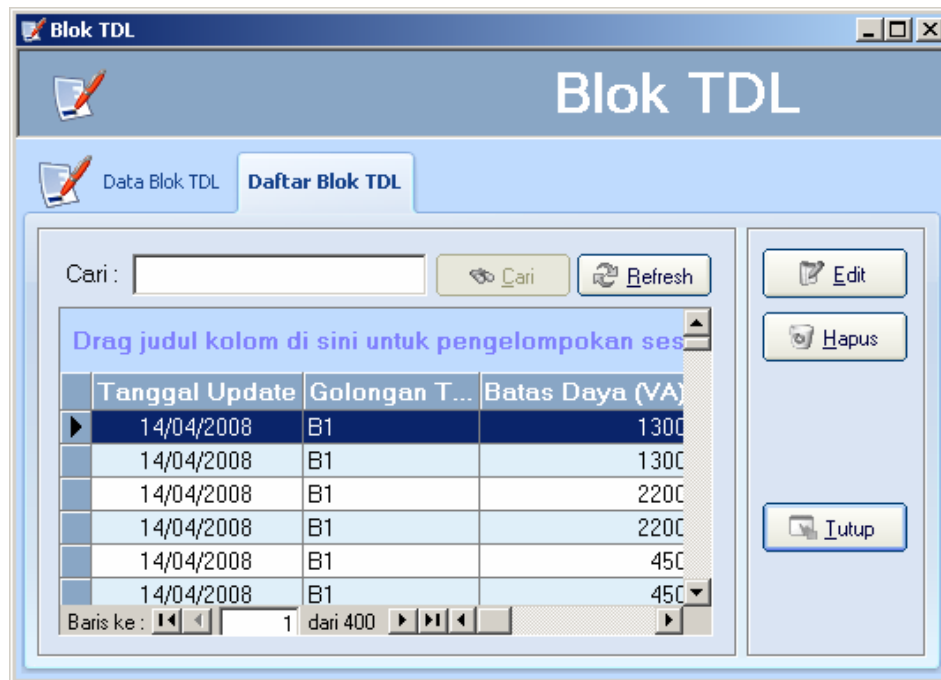 Blok TDL
Blok TDL
Data Blok TDL Daftar Blok TDL
Cari : Cari Refresh Edit
Hapus
Drag judul kolom di sini untuk pengelompokan ses
Tanggal Update Golongan T... Batas Daya (VA)
14/04/2008 B1 1300
14/04/2008 B1 1300
14/04/2008 B1 2200
14/04/2008 B1 2200
Tutup
14/04/2008 B1 450
14/04/2008 B1 450
Baris ke : 1 dari 400